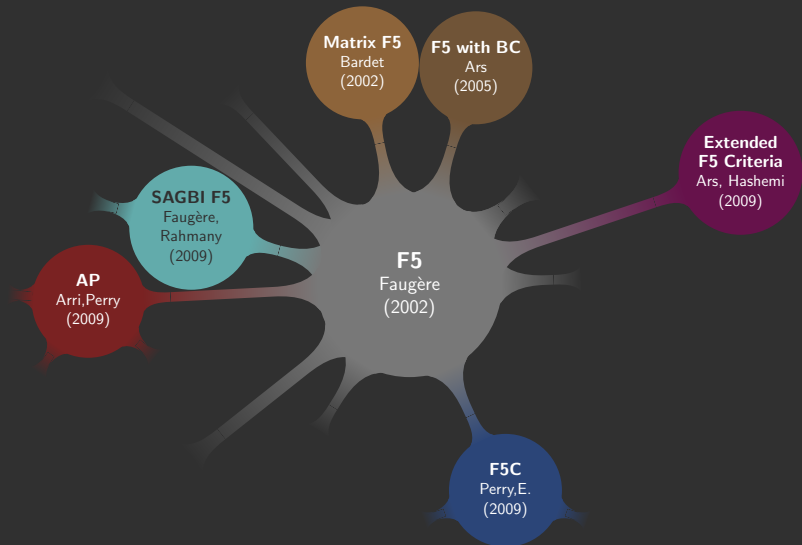 Matrix F5
Bardet
(2002)
F5 with BC
Ars
(2005)
Extended
F5 Criteria
Ars, Hashemi
(2009)
SAGBI F5
Faugère,
Rahmany
(2009)
AP
Arri,Perry
(2009)
F5
Faugère
(2002)
F5C
Perry,E.
(2009)